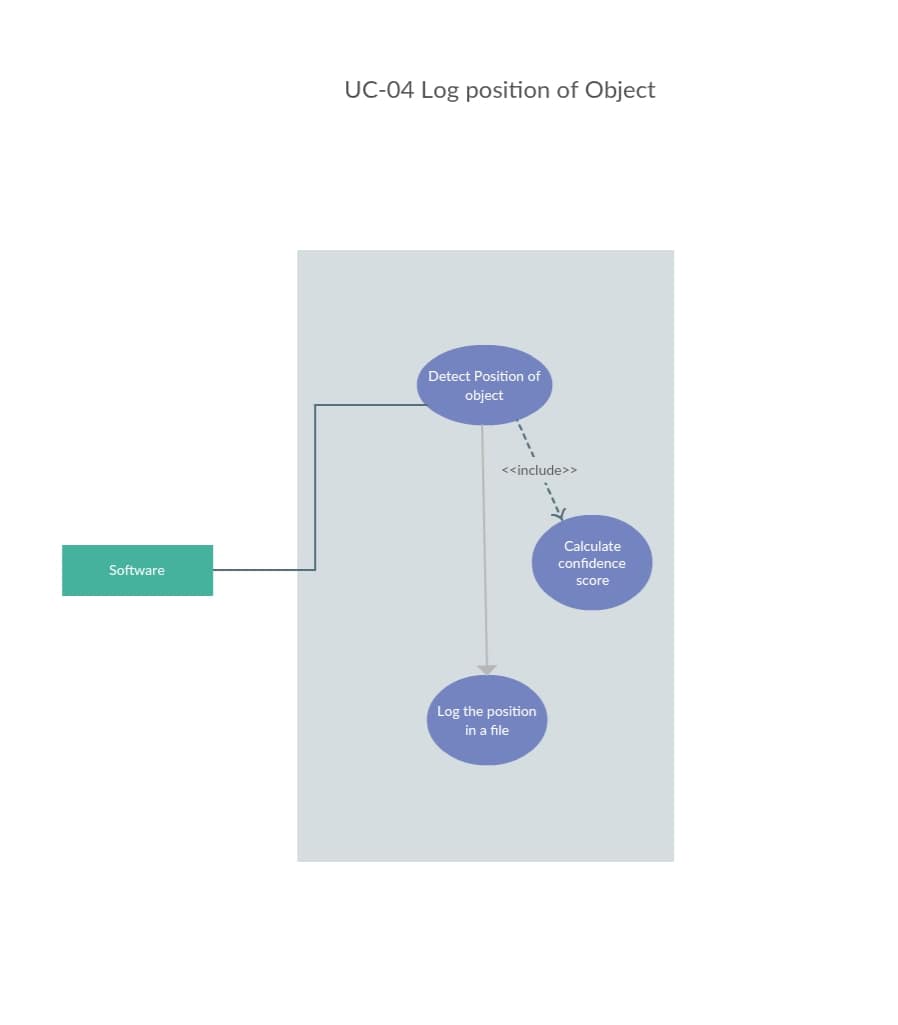 UC-04 Log position of Object
Detect Position of
object
<<include>>
Calculate
confidence
score
Software
Log the position
in a file